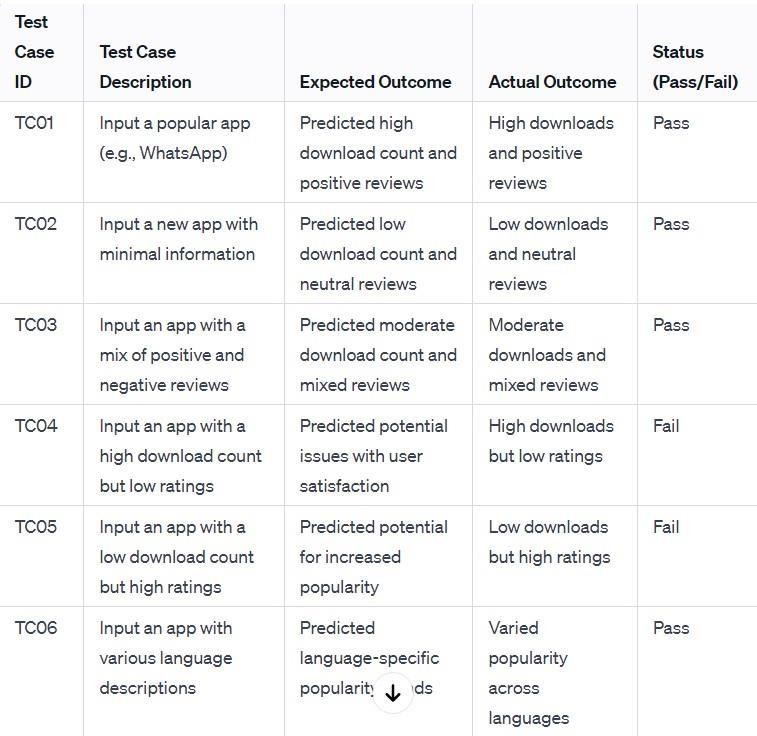 Test
Case
ID
Test Case
Description
Expected Outcome
Actual Outcome
Status
(Pass/Fail)
TC01
Input a popular app
(e.g., WhatsApp)
Predicted high
download count and
positive reviews
High downloads
and positive
reviews
Pass
TC02
Input a new app with
minimal information
Predicted low
download count and
neutral reviews
Low downloads
and neutral
reviews
Pass
TC03
Input an app with a
mix of positive and
negative reviews
Predicted moderate
download count and
mixed reviews
Moderate
downloads and
mixed reviews
Pass
TC04
Input an app with a
high download count
but low ratings
Predicted potential
issues with user
satisfaction
High downloads
but low ratings
Fail
TC05
Input an app with a
low download count
but high ratings
Predicted potential
for increased
popularity
Low downloads
but high ratings
Fail
TC06
Input an app with
various language
descriptions
Predicted
language-specific
popularity
Varied
popularity
across
languages
Pass